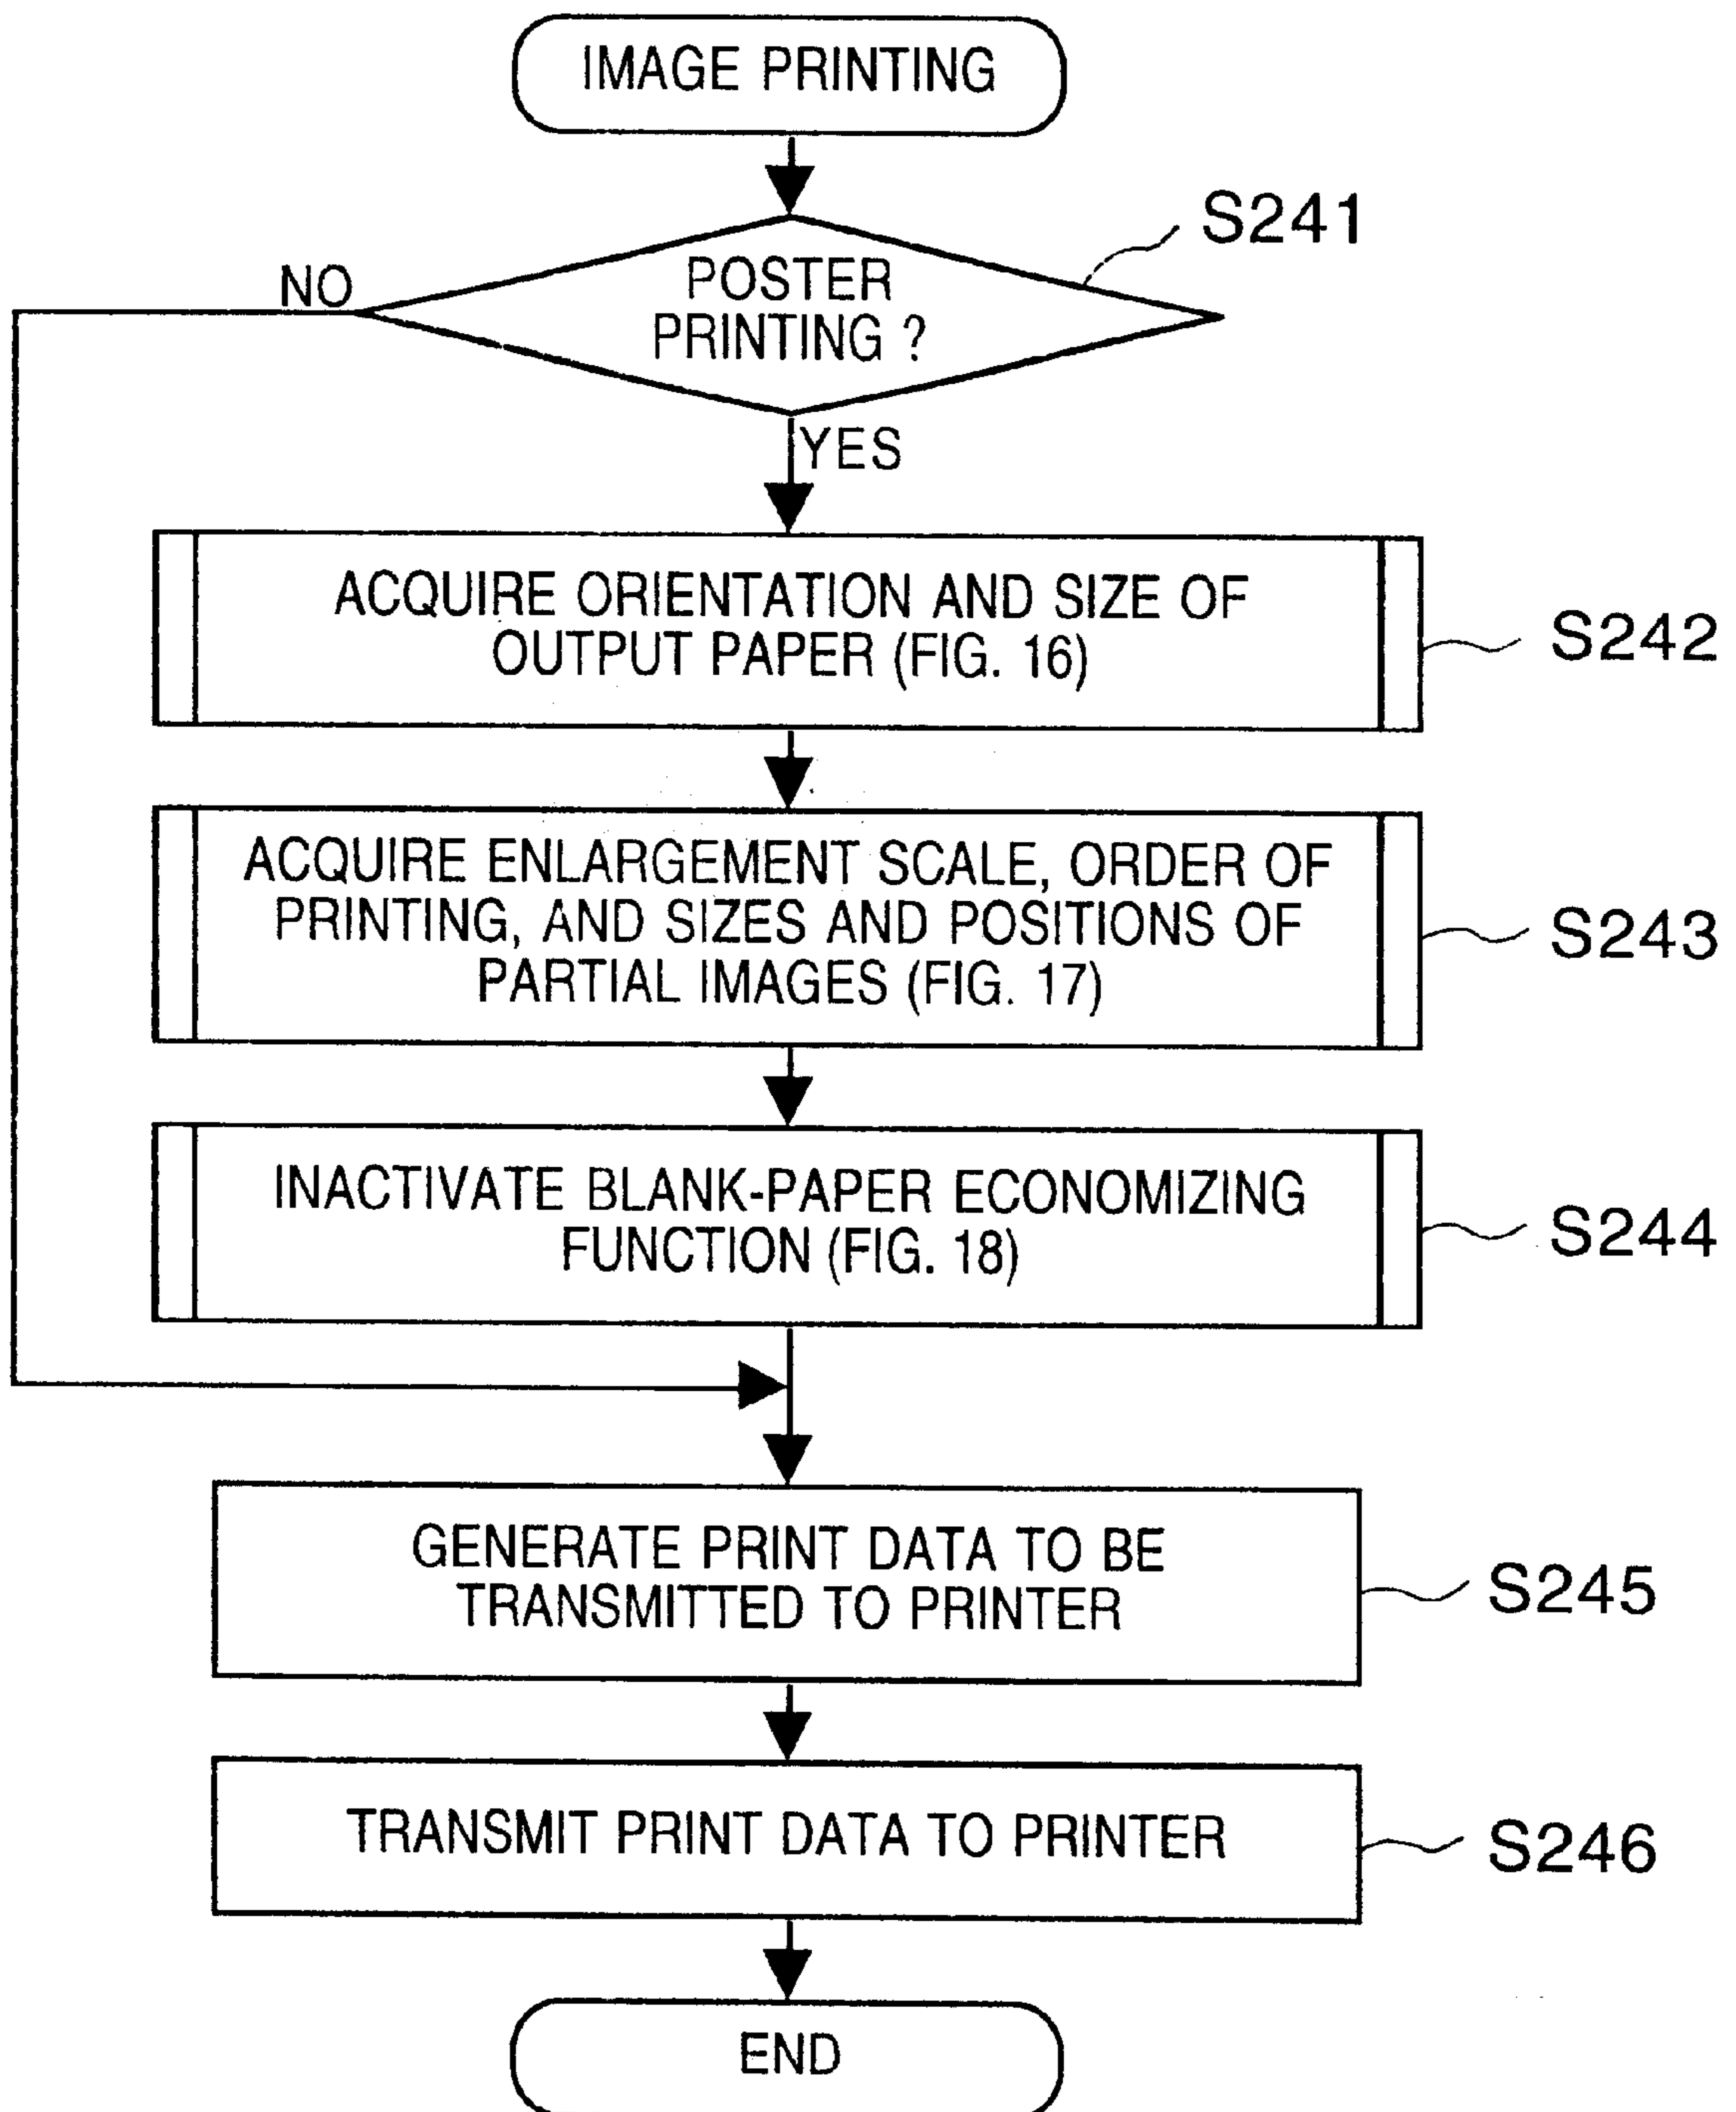 IMAGE PRINTING
S241
NO
POSTER
PRINTING ?
YES
ACQUIRE ORIENTATION AND SIZE OF
OUTPUT PAPER (FIG. 16)
S242
ACQUIRE ENLARGEMENT SCALE, ORDER OF
PRINTING, AND SIZES AND POSITIONS OF
PARTIAL IMAGES (FIG. 17)
S243
INACTIVATE BLANK-PAPER ECONOMIZING
FUNCTION (FIG. 18)
S244
GENERATE PRINT DATA TO BE
TRANSMITTED TO PRINTER
S245
TRANSMIT PRINT DATA TO PRINTER
S246
END